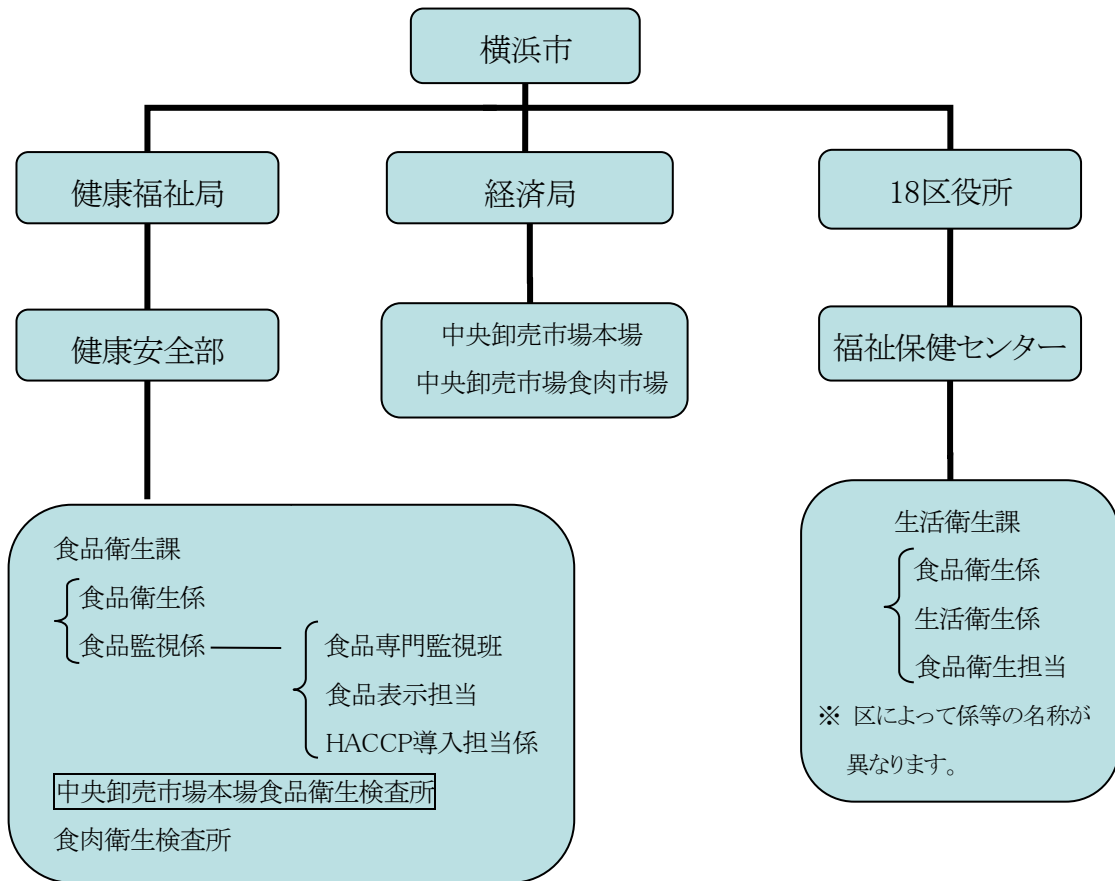 横浜市
健康福祉局
経済局
18区役所
健康安全部
中央卸売市場本場
中央卸売市場食肉市場
福祉保健センター
食品衛生課
食品衛生係
食品監視係
食品専門監視班
食品表示担当
HACCP導入担当係
中央卸売市場本場食品衛生検査所
食肉衛生検査所
生活衛生課
食品衛生係
生活衛生係
食品衛生担当
※ 区によって係等の名称が
異なります。